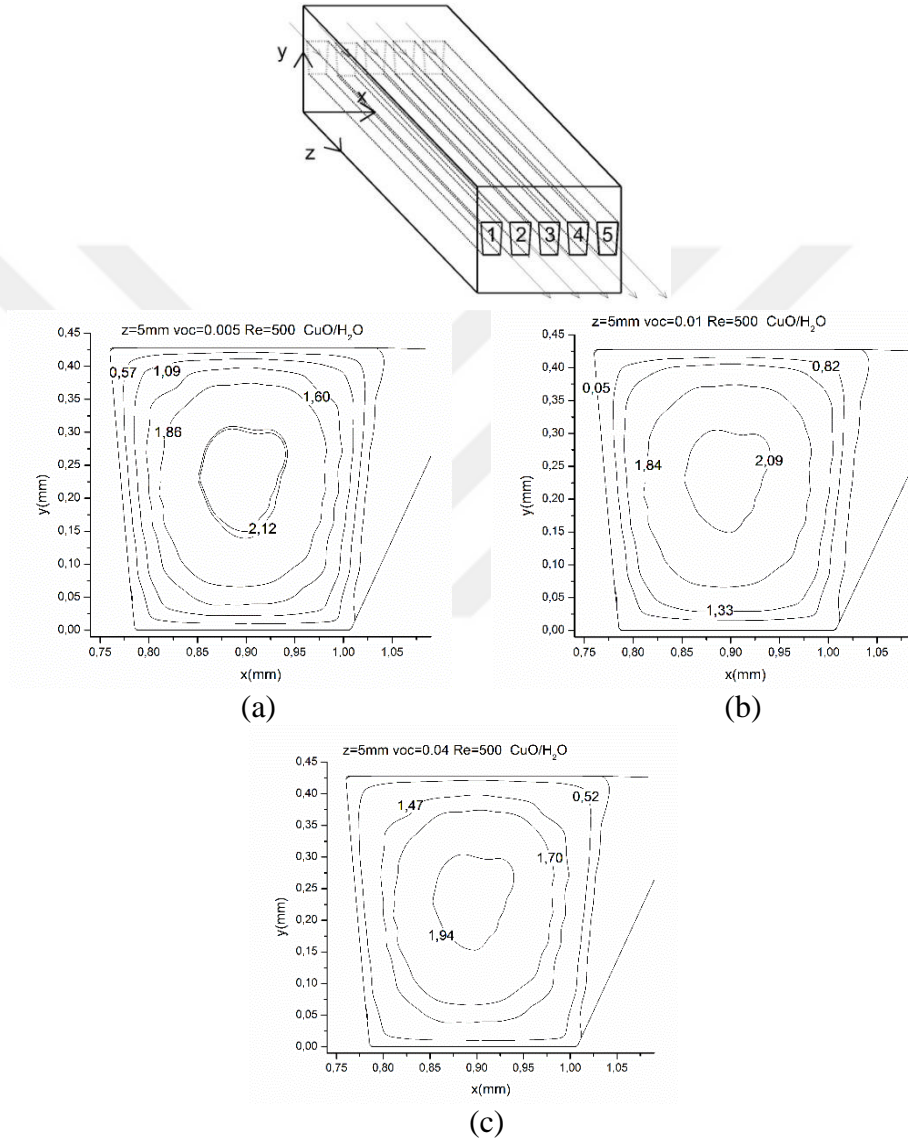 y
x
z
1 2 3 4 5
z=5mm voc=0.005 Re=500 CuO/H₂O
0,45
0,40
0,35
0,30
0,25
0,20
0,15
0,10
0,05
0,00
y(mm)
0,57
1,09
1,60
1,86
2,12
0,75 0,80 0,85 0,90 0,95 1,00 1,05
x(mm)
(a)
z=5mm voc=0.01 Re=500 CuO/H₂O
0,45
0,40
0,35
0,30
0,25
0,20
0,15
0,10
0,05
0,00
y(mm)
0,82
0,05
1,84
2,09
1,33
0,75 0,80 0,85 0,90 0,95 1,00 1,05
x(mm)
(b)
z=5mm voc=0.04 Re=500 CuO/H₂O
0,45
0,40
0,35
0,30
0,25
0,20
0,15
0,10
0,05
0,00
y(mm)
0,52
1,47
1,70
1,94
0,75 0,80 0,85 0,90 0,95 1,00 1,05
x(mm)
(c)